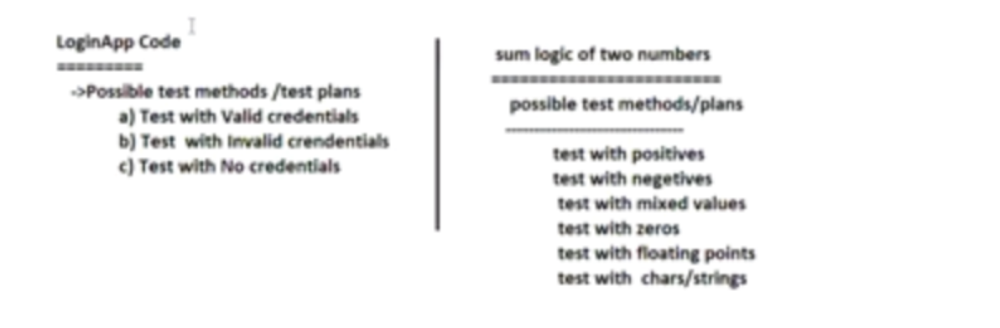 LoginApp Code
=========
->Possible test methods /test plans
a) Test with Valid credentials
b) Test with Invalid crendentials
c) Test with No credentials
sum logic of two numbers
========================
possible test methods/plans
-----------------------------------
test with positives
test with negetives
test with mixed values
test with zeros
test with floating points
test with chars/strings